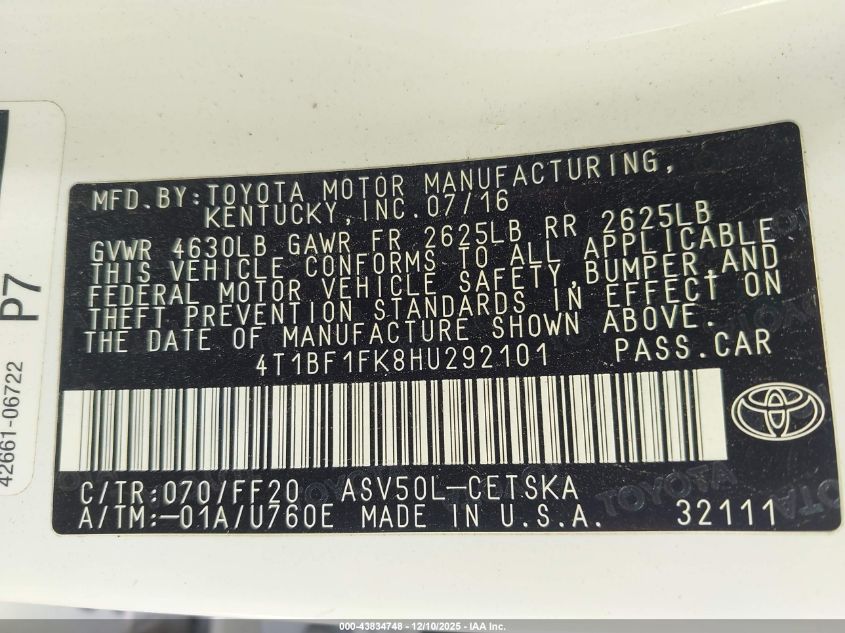 MFD. BY: TOYOTA MOTOR MANUFACTURING,
KENTUCKY, INC. 07/16
GVWR 4630LB GAWR FR 2625LB RR 2625LB
THIS VEHICLE CONFORMS TO ALL APPLICABLE
FEDERAL MOTOR VEHICLE SAFETY, BUMPER, AND
THEFT PREVENTION STANDARDS IN EFFECT ON
THE DATE OF MANUFACTURE SHOWN ABOVE.
4T1BF1FK8HU292101 PASS. CAR
C/TR: 070/FF20 ASV50L-CETSKA
A/TM:-01A/U760E MADE IN U.S.A. 32111
42661-06722 P7
000-43834748 - 12/10/2025 - IAA Inc.